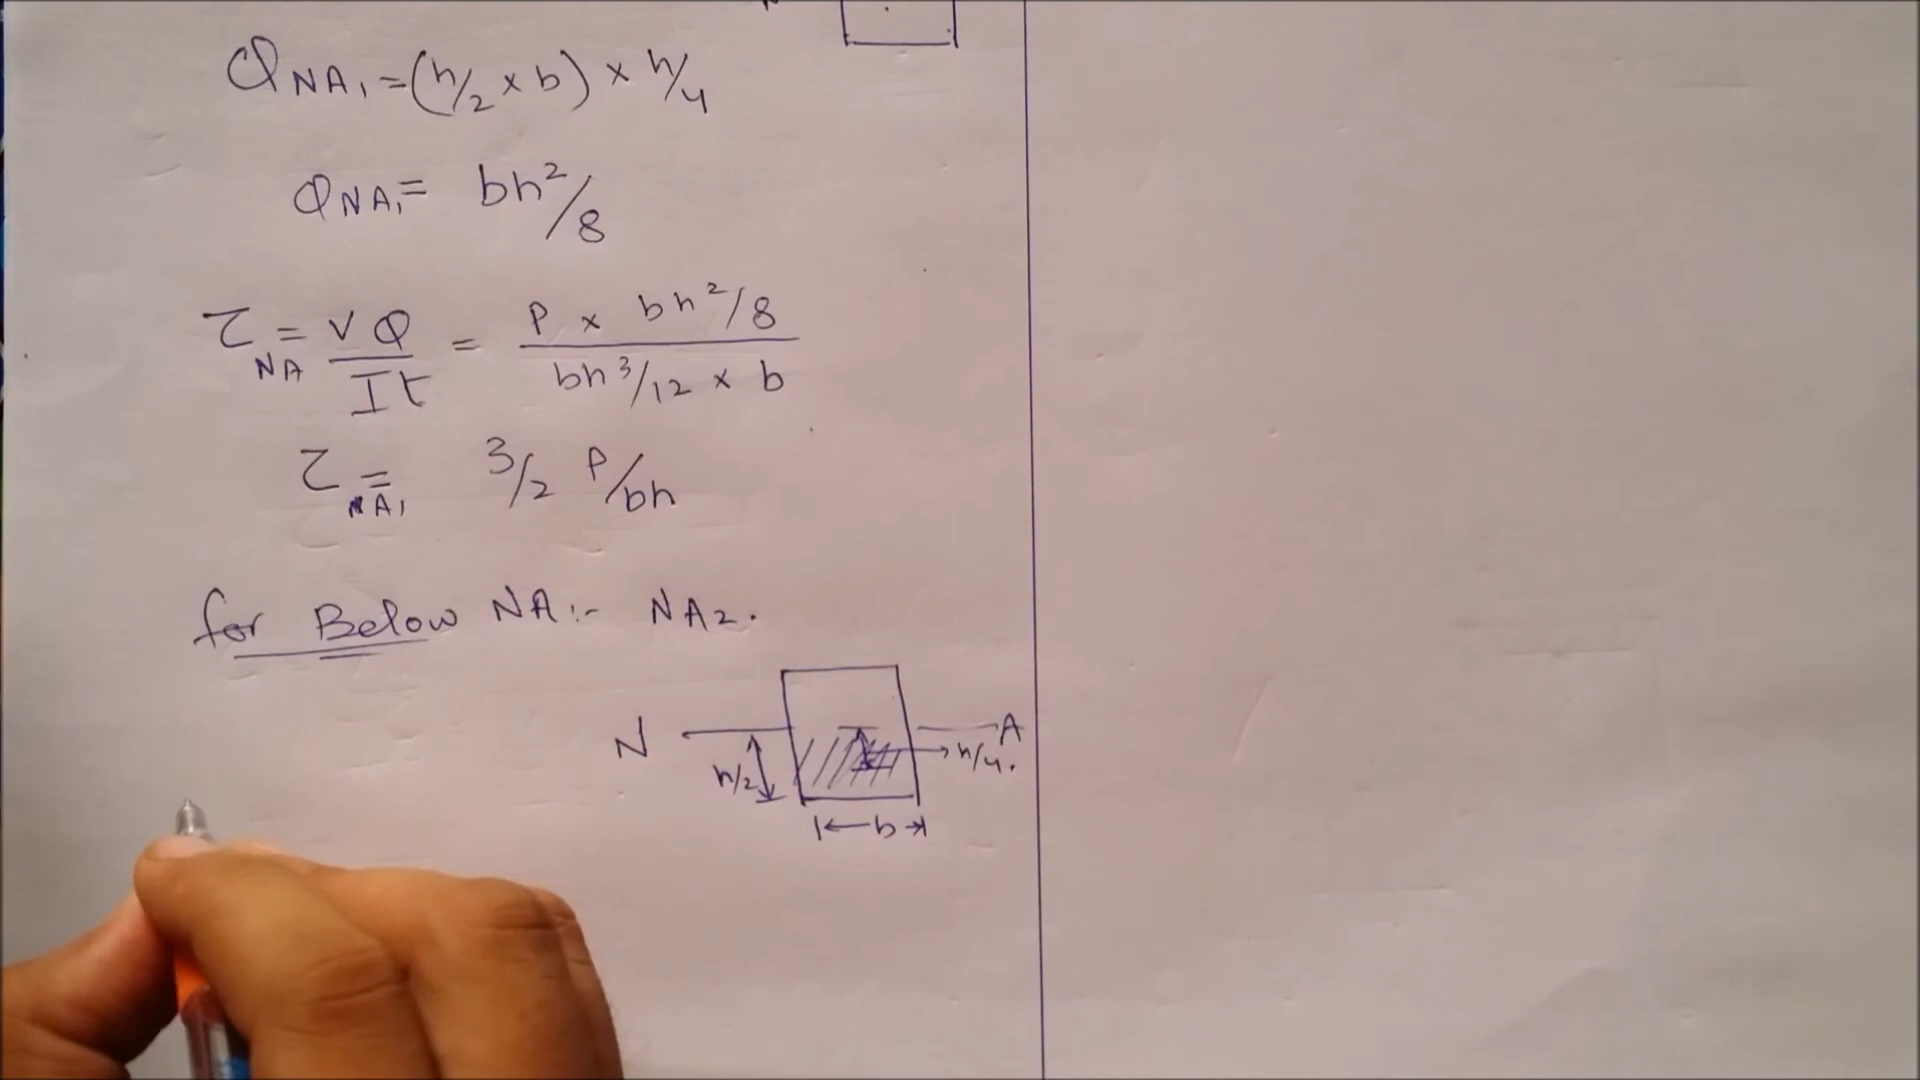 Q NA1 = (h/2 × b) × h/4
Q NA1 = bh²/8
τ NA = VQ/It = (P × bh²/8)/(bh³/12 × b)
τ NA1 = 3/2 P/bh
for Below NA:- NA2.
N A
h/2 h/4.
b